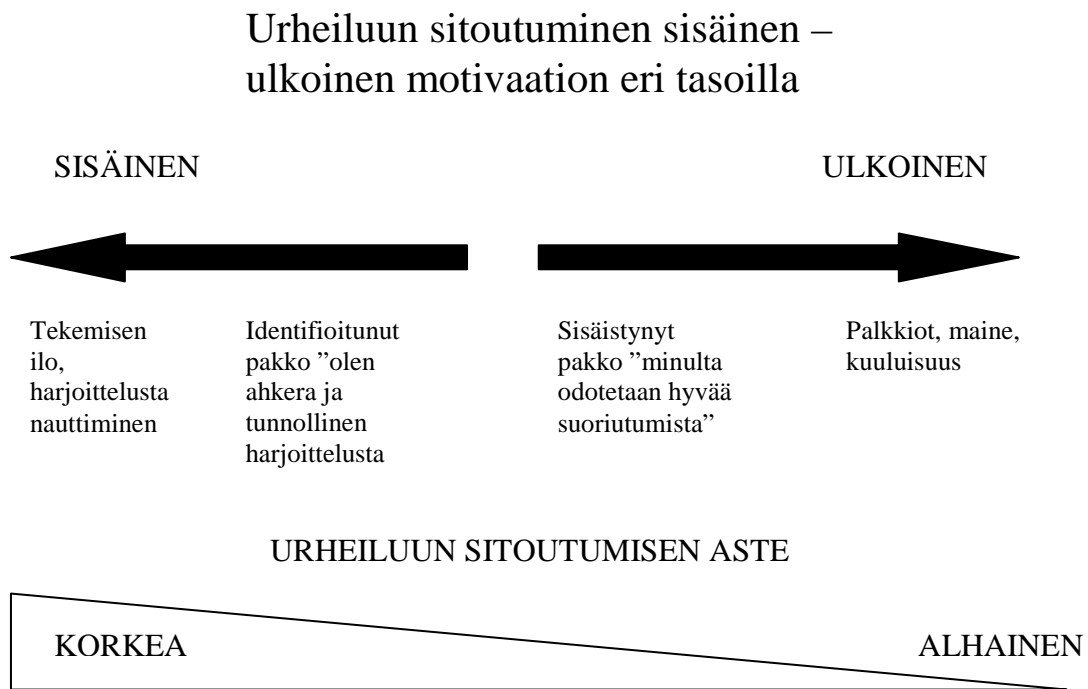 Urheiluun sitoutuminen sisäinen –
ulkoinen motivaation eri tasoilla
SISÄINEN
ULKOINEN
Tekemisen
ilo,
harjoittelusta
nauttiminen
Identifioitunut
pakko ”olen
ahkera ja
tunnollinen
harjoittelusta
Sisäistynyt
pakko ”minulta
odotetaan hyvää
suoriutumista”
Palkkiot, maine,
kuuluisuus
URHEILUUN SITOUTUMISEN ASTE
KORKEA
ALHAINEN